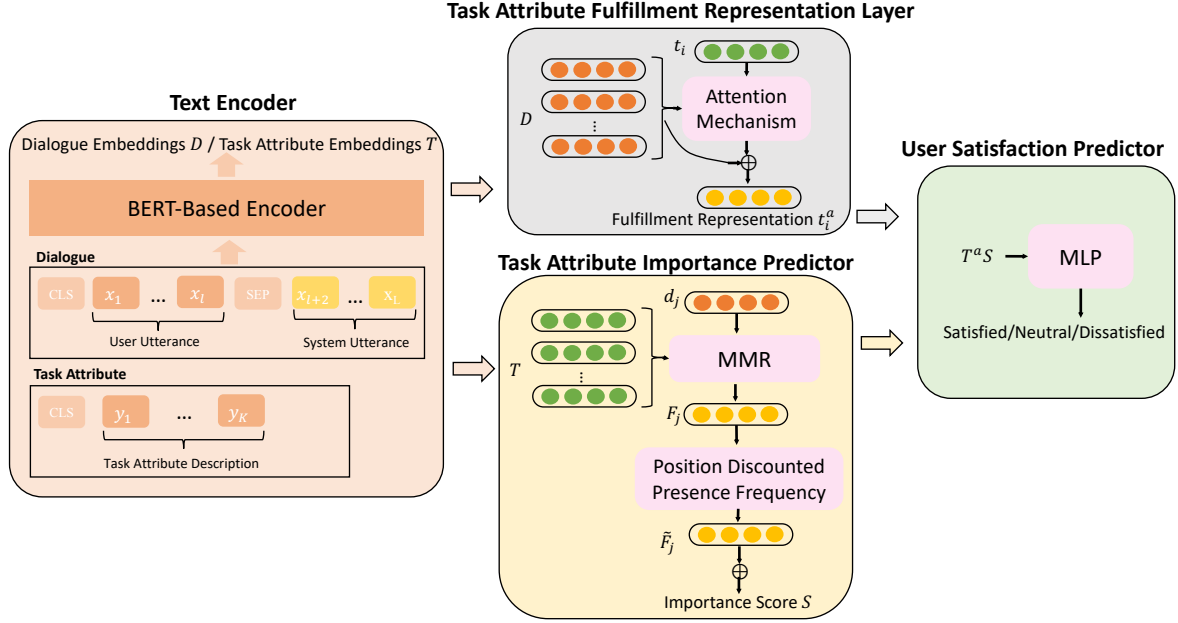 Task Attribute Fulfillment Representation Layer
t_i
D
⋮
Attention
Mechanism
Fulfillment Representation t_i^a
Text Encoder
Dialogue Embeddings D / Task Attribute Embeddings T
BERT-Based Encoder
Dialogue
CLS x_1 ... x_l SEP x_{l+2} ... x_L
User Utterance System Utterance
Task Attribute
CLS y_1 ... y_K
Task Attribute Description
Task Attribute Importance Predictor
d_j
T
⋮
MMR
F_j
Position Discounted
Presence Frequency
F̃_j
Importance Score S
User Satisfaction Predictor
T^a S
MLP
Satisfied/Neutral/Dissatisfied